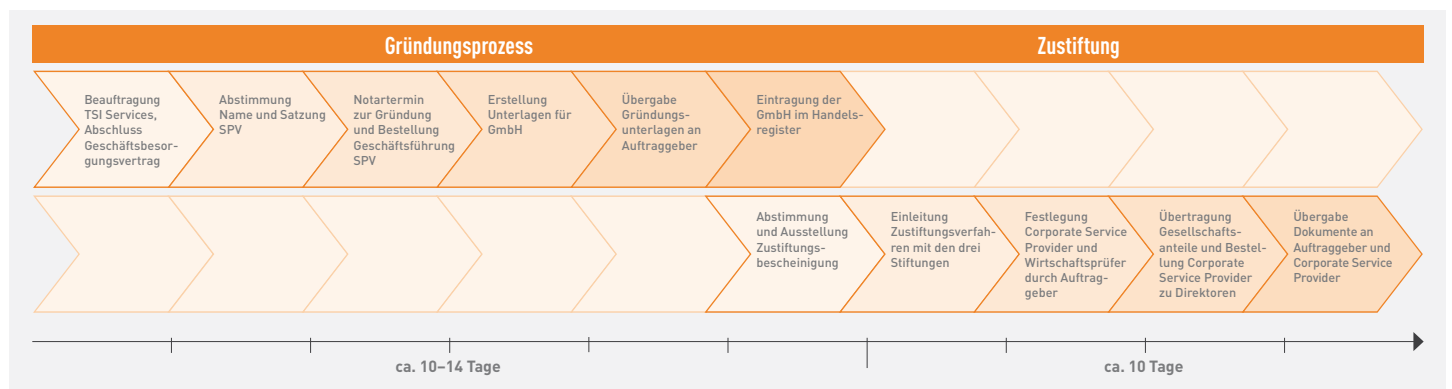 Gründungsprozess
Zustiftung
Beauftragung
TSI Services,
Abschluss
Geschäftsbesor-
gungsvertrag
Abstimmung
Name und Satzung
SPV
Notartermin
zur Gründung
und Bestellung
Geschäftsführung
SPV
Erstellung
Unterlagen für
GmbH
Übergabe
Gründungs-
unterlagen an
Auftraggeber
Eintragung der
GmbH im Handels-
register
Abstimmung
und Ausstellung
Zustiftungs-
bescheinigung
Einleitung
Zustiftungsverfah-
ren mit den drei
Stiftungen
Festlegung
Corporate Service
Provider und
Wirtschaftsprüfer
durch Auftrag-
geber
Übertragung
Gesellschafts-
anteile und Bestel-
lung Corporate
Service Provider
zu Direktoren
Übergabe
Dokumente an
Auftraggeber und
Corporate Service
Provider
ca. 10–14 Tage
ca. 10 Tage